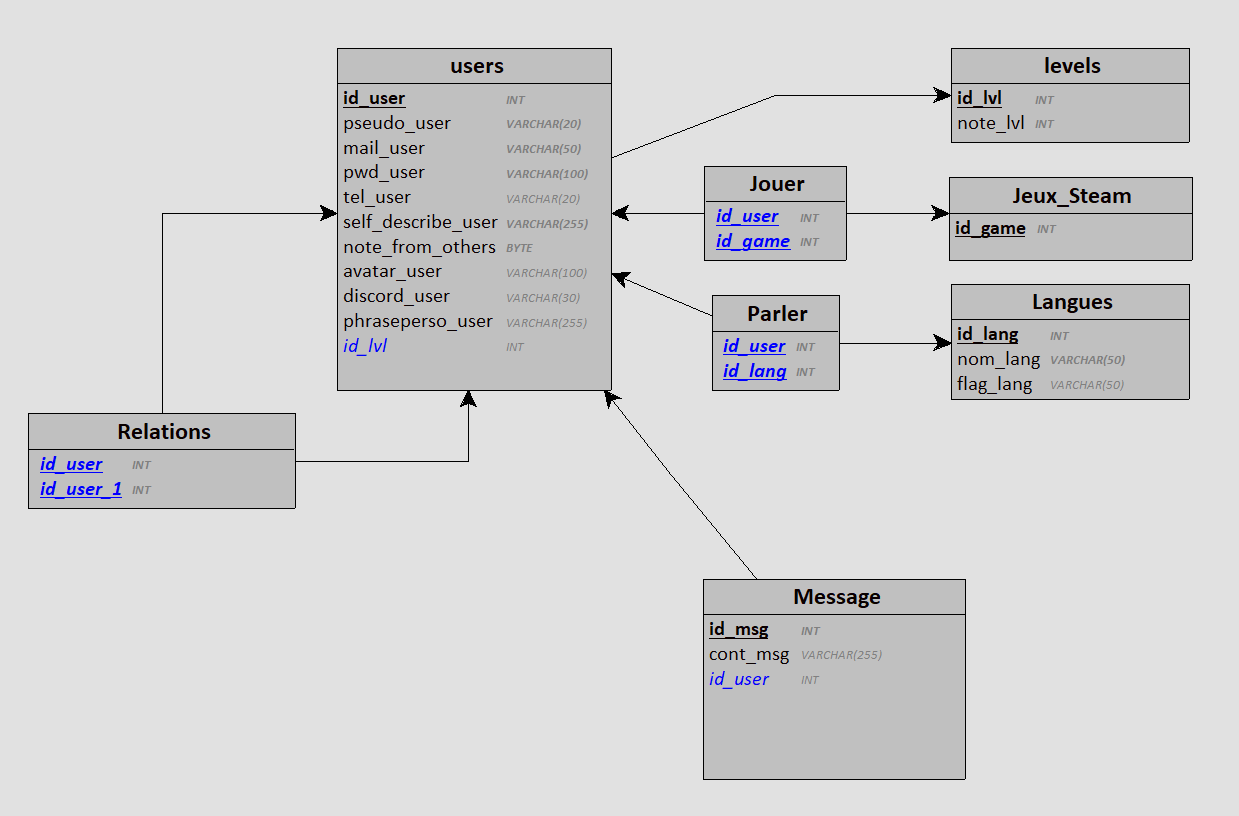 users
id_user INT
pseudo_user VARCHAR(20)
mail_user VARCHAR(50)
pwd_user VARCHAR(100)
tel_user VARCHAR(20)
self_describe_user VARCHAR(255)
note_from_others BYTE
avatar_user VARCHAR(100)
discord_user VARCHAR(30)
phraseperso_user VARCHAR(255)
id_lvl INT
levels
id_lvl INT
note_lvl INT
Jouer
id_user INT
id_game INT
Jeux_Steam
id_game INT
Parler
id_user INT
id_lang INT
Langues
id_lang INT
nom_lang VARCHAR(50)
flag_lang VARCHAR(50)
Relations
id_user INT
id_user_1 INT
Message
id_msg INT
cont_msg VARCHAR(255)
id_user INT